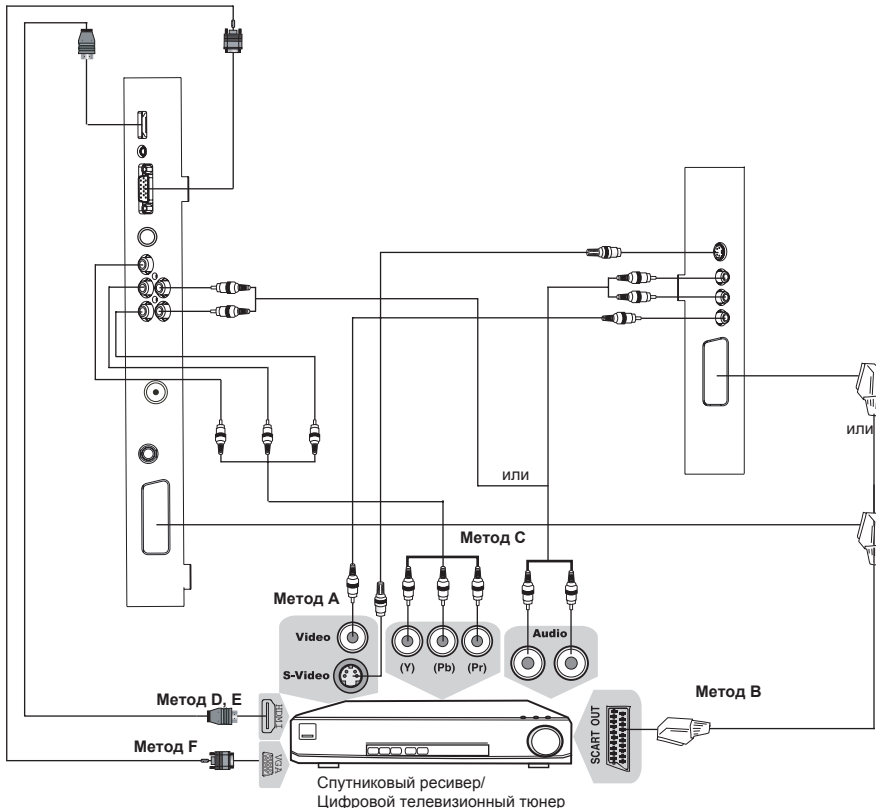 или
или
Метод C
Метод A
Video
Audio
S-Video
(Y)
(Pb)
(Pr)
Метод B
Метод D, E
HDMI
SCART OUT
Метод F
VGA
Спутниковый ресивер/
Цифровой телевизионный тюнер